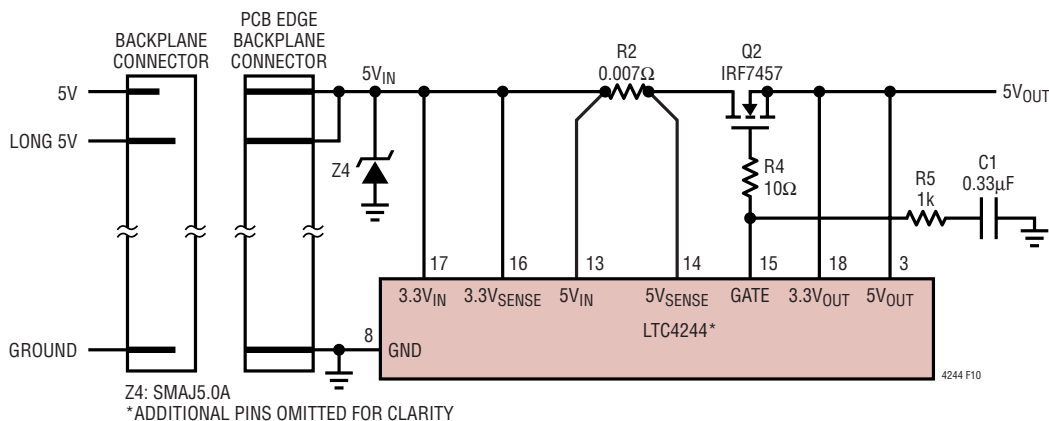 BACKPLANE
CONNECTOR
PCB EDGE
BACKPLANE
CONNECTOR
5V
LONG 5V
GROUND
5VIN
Z4
R2
0.007Ω
Q2
IRF7457
5VOUT
R4
10Ω
R5
1k
C1
0.33µF
17
16
13
14
15
18
3
3.3VIN
3.3VSENSE
5VIN
5VSENSE
GATE
3.3VOUT
5VOUT
LTC4244*
8
GND
4244 F10
Z4: SMAJ5.0A
*ADDITIONAL PINS OMITTED FOR CLARITY